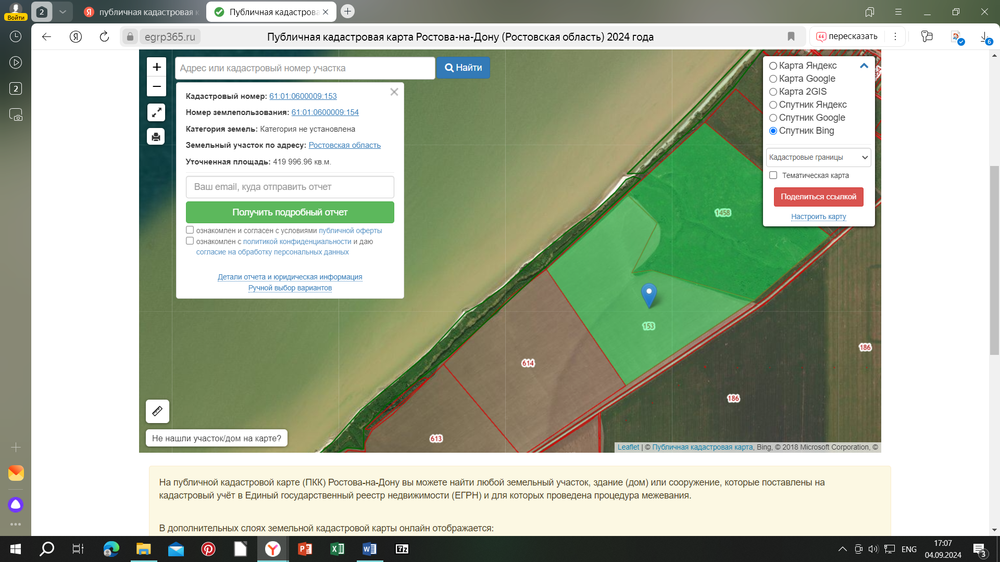 Войти
2
публичная кадастровая к
Публичная кадастрова
egrp365.ru
Публичная кадастровая карта Ростова-на-Дону (Ростовская область) 2024 года
пересказать
6
2
Адрес или кадастровый номер участка
Найти
Кадастровый номер: 61:01:0600009:153
Номер землепользования: 61:01:0600009:154
Категория земель: Категория не установлена
Земельный участок по адресу: Ростовская область
Уточненная площадь: 419 996.96 кв.м.
Ваш email, куда отправить отчет
Получить подробный отчет
ознакомлен и согласен с условиями публичной оферты
ознакомлен с политикой конфиденциальности и даю
согласие на обработку персональных данных
Детали отчета и юридическая информация
Ручной выбор вариантов
Карта Яндекс
Карта Google
Карта 2GIS
Спутник Яндекс
Спутник Google
Спутник Bing
Кадастровые границы
Тематическая карта
Поделиться ссылкой
Настроить карту
1458
153
614
186
186
613
Не нашли участок/дом на карте?
Leaflet | © Публичная кадастровая карта, Bing, © 2018 Microsoft Corporation, ©
На публичной кадастровой карте (ПКК) Ростова-на-Дону вы можете найти любой земельный участок, здание (дом) или сооружение, которые поставлены на
кадастровый учёт в Единый государственный реестр недвижимости (ЕГРН) и для которых проведена процедура межевания.
В дополнительных слоях земельной кадастровой карты онлайн отображается:
ENG
17:07
04.09.2024
3